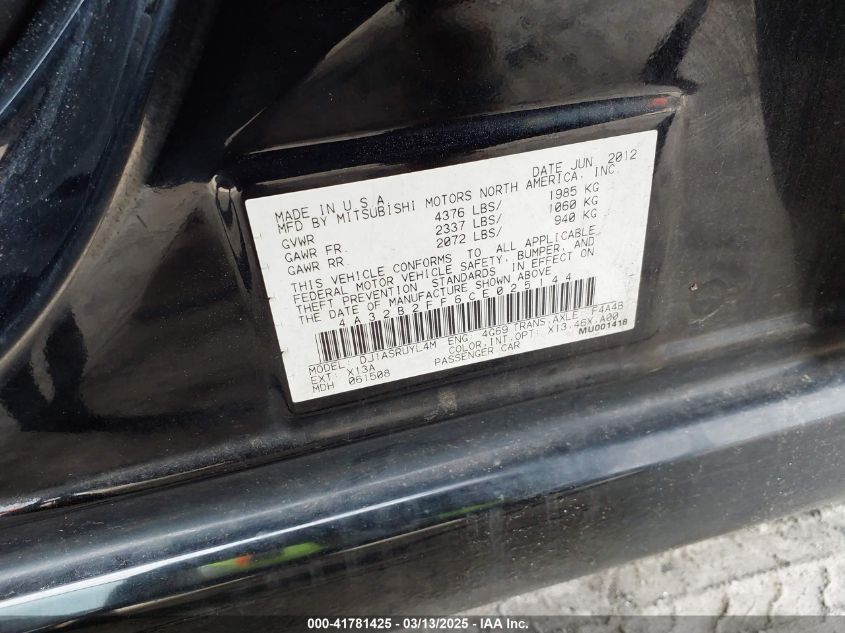 MADE IN U.S.A. DATE JUN 2012
MFD BY MITSUBISHI MOTORS NORTH AMERICA, INC.
GVWR 4376 LBS/ 1985 KG
GAWR FR. 2337 LBS/ 1060 KG
GAWR RR. 2072 LBS/ 940 KG
THIS VEHICLE CONFORMS TO ALL APPLICABLE
FEDERAL MOTOR VEHICLE SAFETY, BUMPER, AND
THEFT PREVENTION STANDARDS IN EFFECT ON
THE DATE OF MANUFACTURE SHOWN ABOVE
4A32B2FF6CE025144
MODEL: DJ1ASRUYL4M ENG 4G69 TRANS.AXLE F4A4B
EXT X13A COLOR.INT.OPT: X13.46X.A00
MDH 061508 PASSENGER CAR MU001418
000-41781425 - 03/13/2025 - IAA Inc.